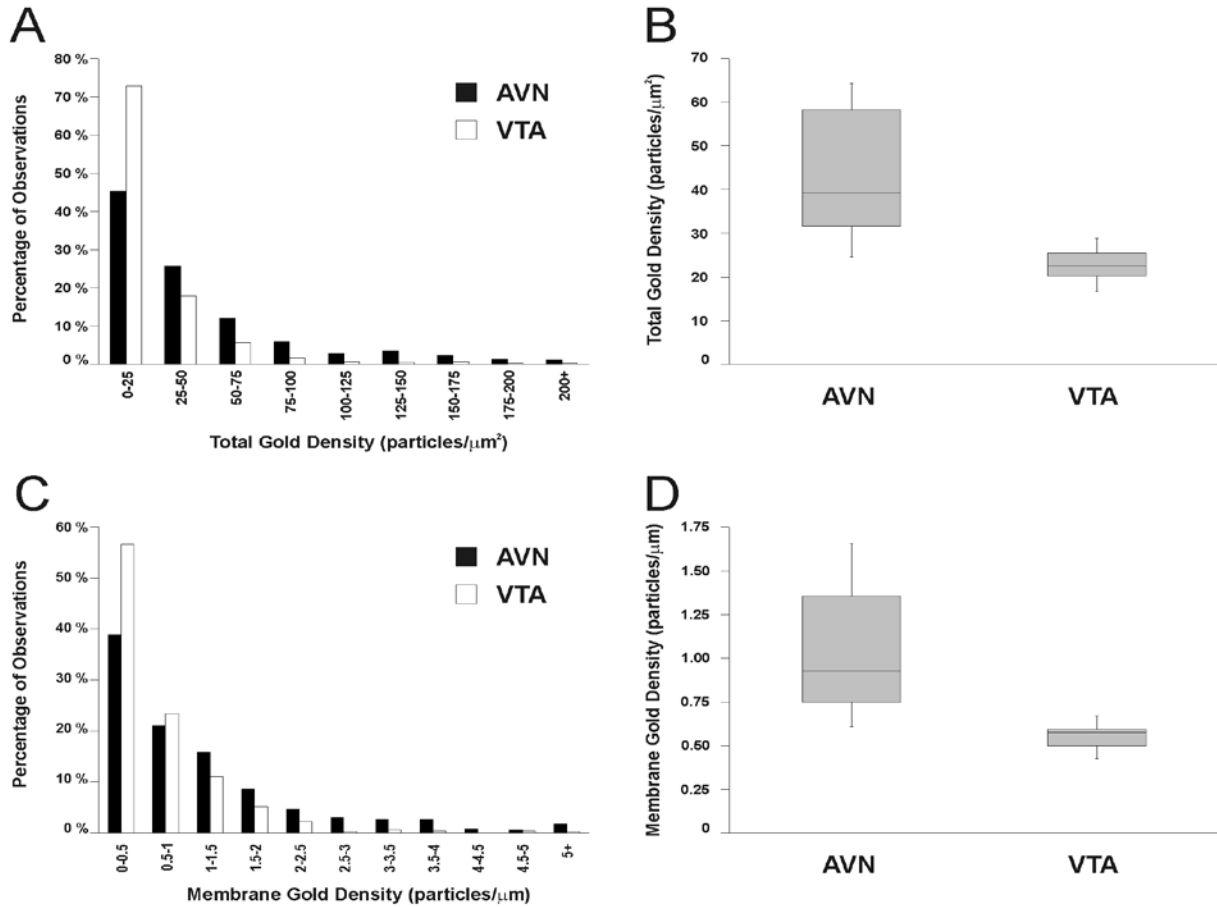 A
80 %
70 %
60 %
50 %
40 %
30 %
20 %
10 %
0 %
Percentage of Observations
AVN
VTA
0-25
25-50
50-75
75-100
100-125
125-150
150-175
175-200
200+
Total Gold Density (particles/μm²)
B
70
60
50
40
30
20
10
0
Total Gold Density (particles/μm²)
AVN
VTA
C
60 %
50 %
40 %
30 %
20 %
10 %
0 %
Percentage of Observations
AVN
VTA
0-0.5
0.5-1
1-1.5
1.5-2
2-2.5
2.5-3
3-3.5
3.5-4
4-4.5
4.5-5
5+
Membrane Gold Density (particles/μm)
D
1.75
1.50
1.25
1.00
0.75
0.50
0.25
0
Membrane Gold Density (particles/μm)
AVN
VTA